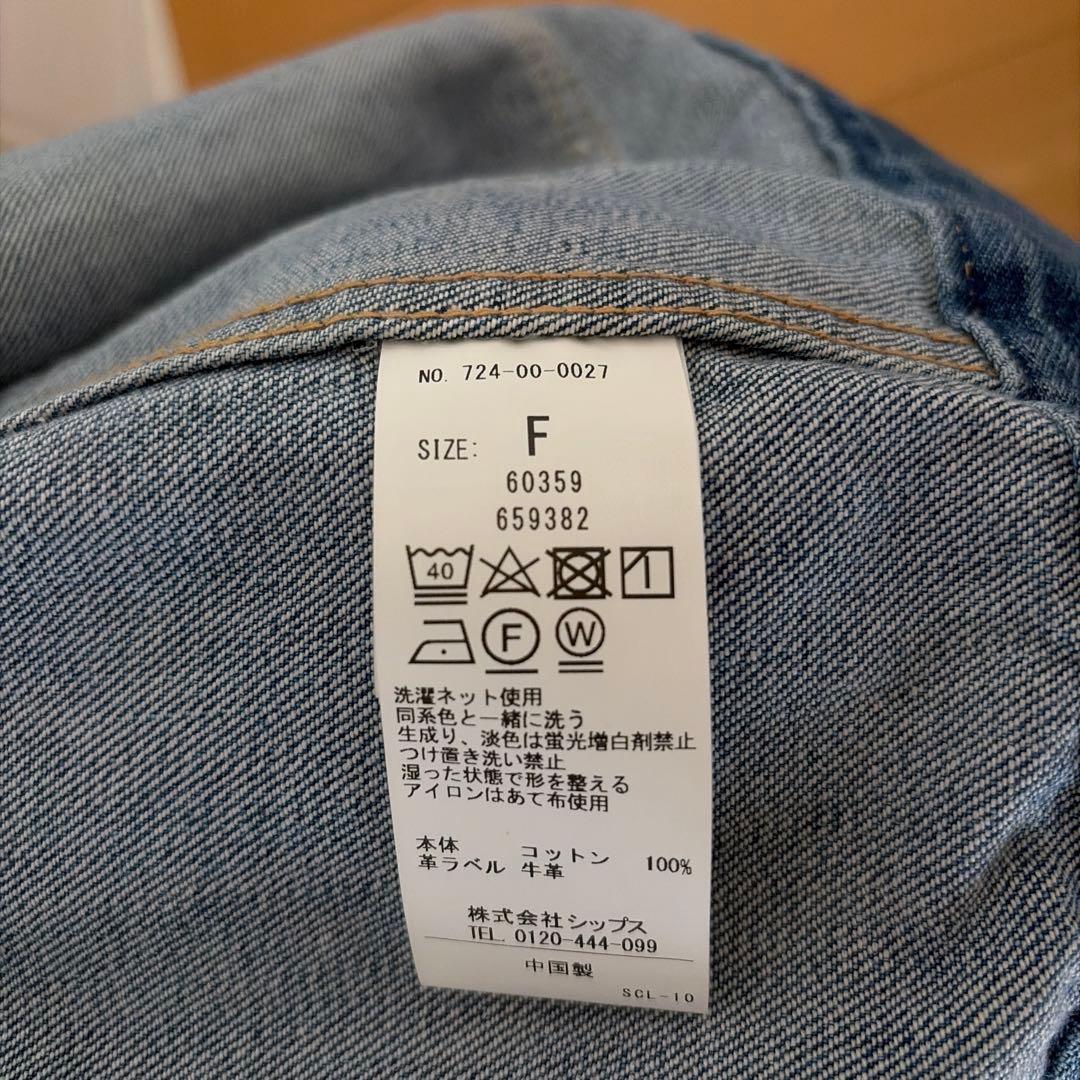 NO. 724-00-0027
SIZE: F
60359
659382
40
F W
洗濯ネット使用
同系色と一緒に洗う
生成り、淡色は蛍光増白剤禁止
つけ置き洗い禁止
湿った状態で形を整える
アイロンはあて布使用
本体 コットン 100%
革ラベル 牛革
株式会社シップス
TEL. 0120-444-099
中国製
SCL-10